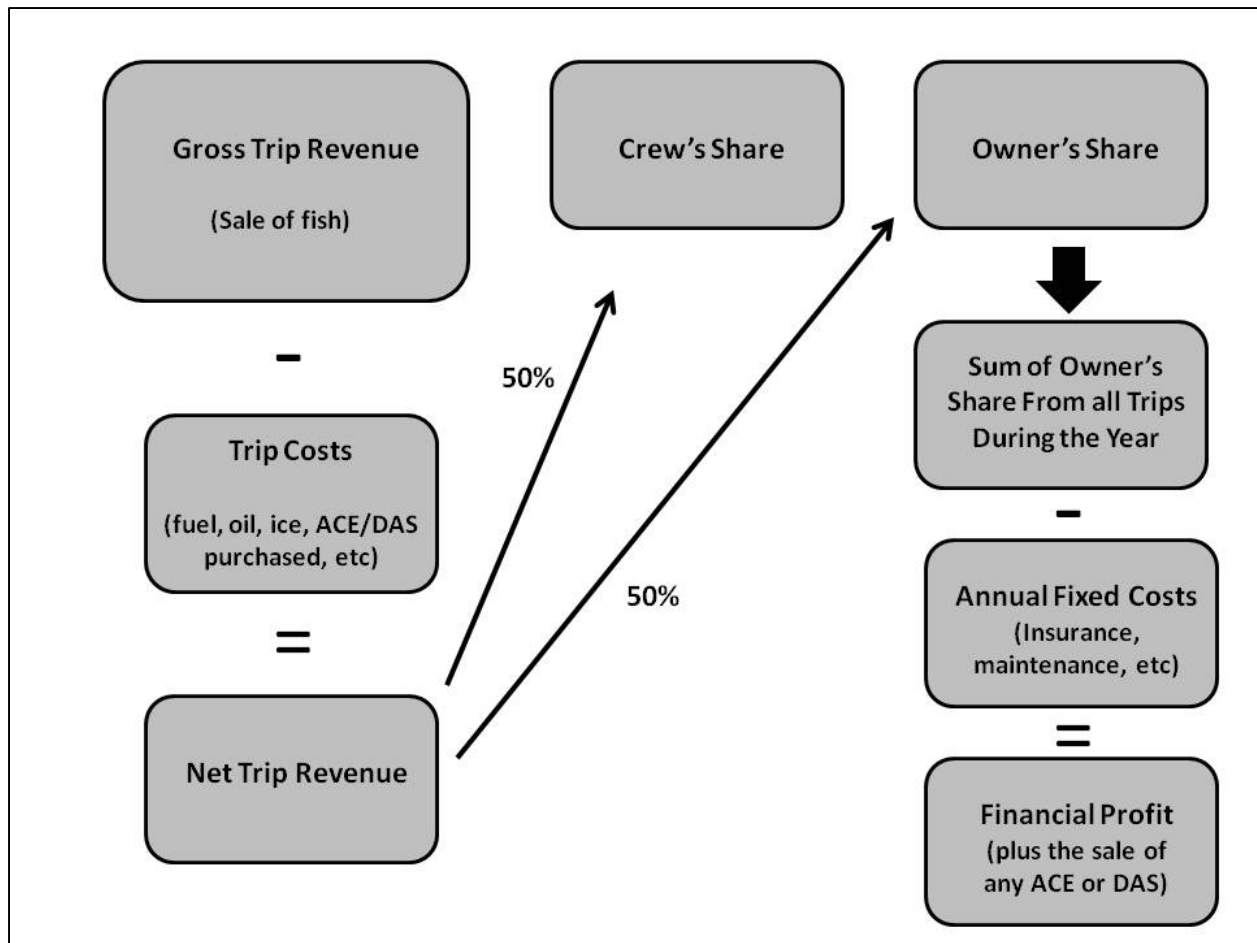 Gross Trip Revenue
(Sale of fish)
-
Trip Costs
(fuel, oil, ice, ACE/DAS
purchased, etc)
=
Net Trip Revenue
50%
50%
Crew's Share
Owner's Share
Sum of Owner's
Share From all Trips
During the Year
-
Annual Fixed Costs
(Insurance,
maintenance, etc)
=
Financial Profit
(plus the sale of
any ACE or DAS)